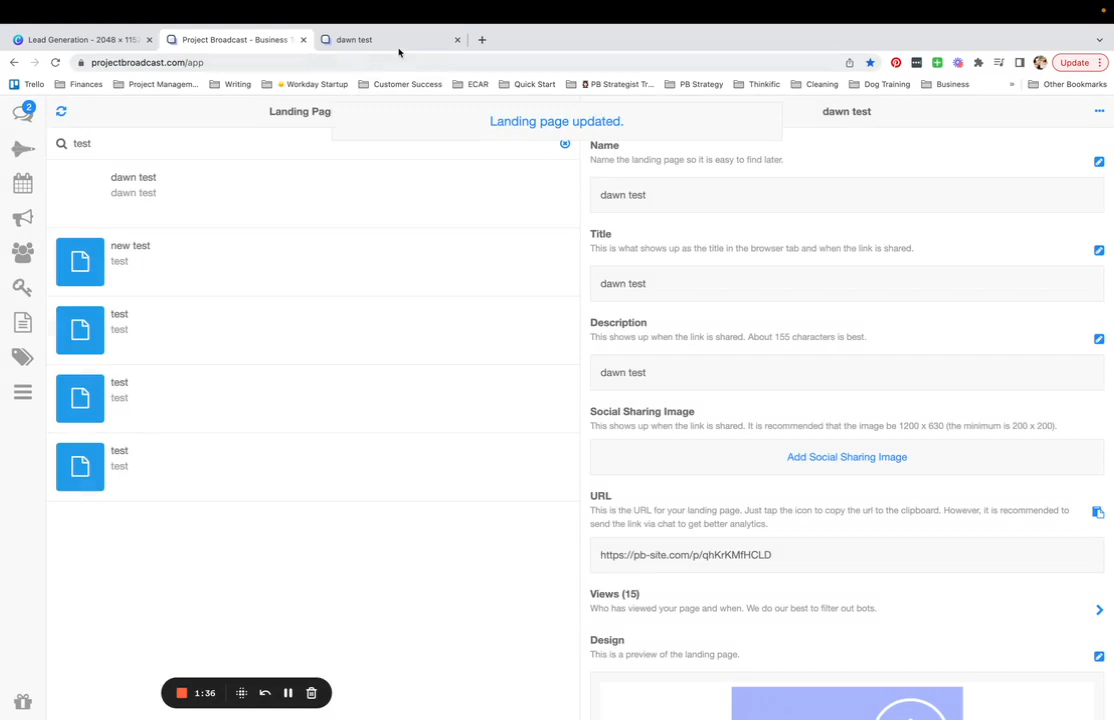 Lead Generation - 2048 × 115
Project Broadcast - Business T
dawn test
projectbroadcast.com/app
Update
Trello
Finances
Project Managem...
Writing
Workday Startup
Customer Success
ECAR
Quick Start
PB Strategist Tr...
PB Strategy
Thinkific
Cleaning
Dog Training
Business
»
Other Bookmarks
2
Landing Pag
Landing page updated.
dawn test
test
dawn test
dawn test
new test
test
test
test
test
test
test
test
Name
Name the landing page so it is easy to find later.
dawn test
Title
This is what shows up as the title in the browser tab and when the link is shared.
dawn test
Description
This shows up when the link is shared. About 155 characters is best.
dawn test
Social Sharing Image
This shows up when the link is shared. It is recommended that the image be 1200 x 630 (the minimum is 200 x 200).
Add Social Sharing Image
URL
This is the URL for your landing page. Just tap the icon to copy the url to the clipboard. However, it is recommended to
send the link via chat to get better analytics.
https://pb-site.com/p/qhKrKMfHCLD
Views (15)
Who has viewed your page and when. We do our best to filter out bots.
Design
This is a preview of the landing page.
1:36